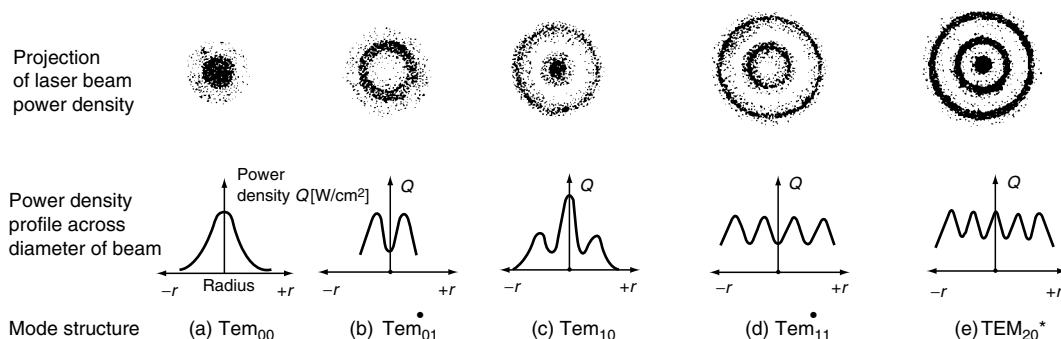 Projection
of laser beam
power density
Power density
profile across
diameter of beam
Power
density Q[W/cm²]
Radius
−r
+r
Q
−r
+r
Q
−r
+r
Q
−r
+r
Q
−r
+r
Mode structure
(a) Tem₀₀
(b) Tem₀₁•
(c) Tem₁₀
(d) Tem₁₁•
(e) TEM₂₀*